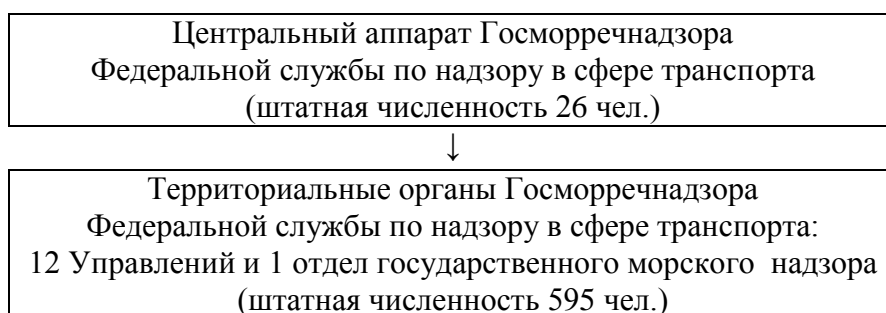 Центральный аппарат Госморречнадзора
Федеральной службы по надзору в сфере транспорта
(штатная численность 26 чел.)
↓
Территориальные органы Госморречнадзора
Федеральной службы по надзору в сфере транспорта:
12 Управлений и 1 отдел государственного морского надзора
(штатная численность 595 чел.)